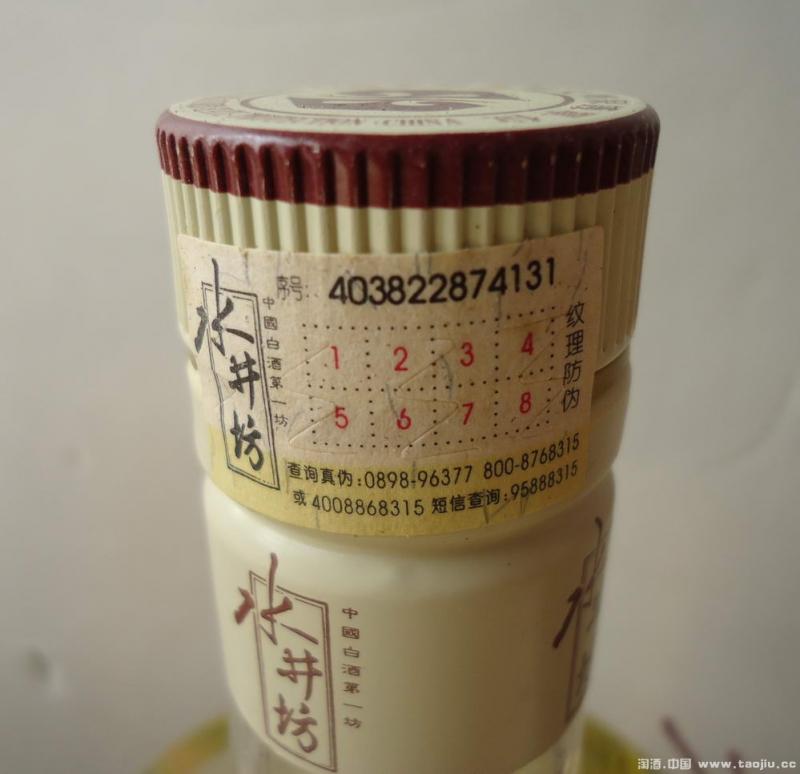 CHINA
序号: 403822874131
水井坊
中國白酒第一坊
1 2 3 4
5 6 7 8
纹理防伪
查询真伪:0898-96377 800-8768315
或4008868315 短信查询:95888315
水井坊
中國白酒第一坊
水
淘酒.中国 www.taojiu.cc